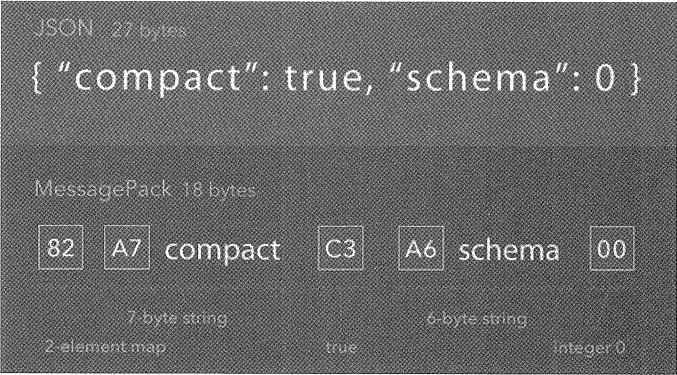 JSON 27 bytes
{ “compact”: true, “schema”: 0 }
MessagePack 18 bytes
82 A7 compact C3 A6 schema 00
7-byte string 6-byte string
2-element map true integer 0